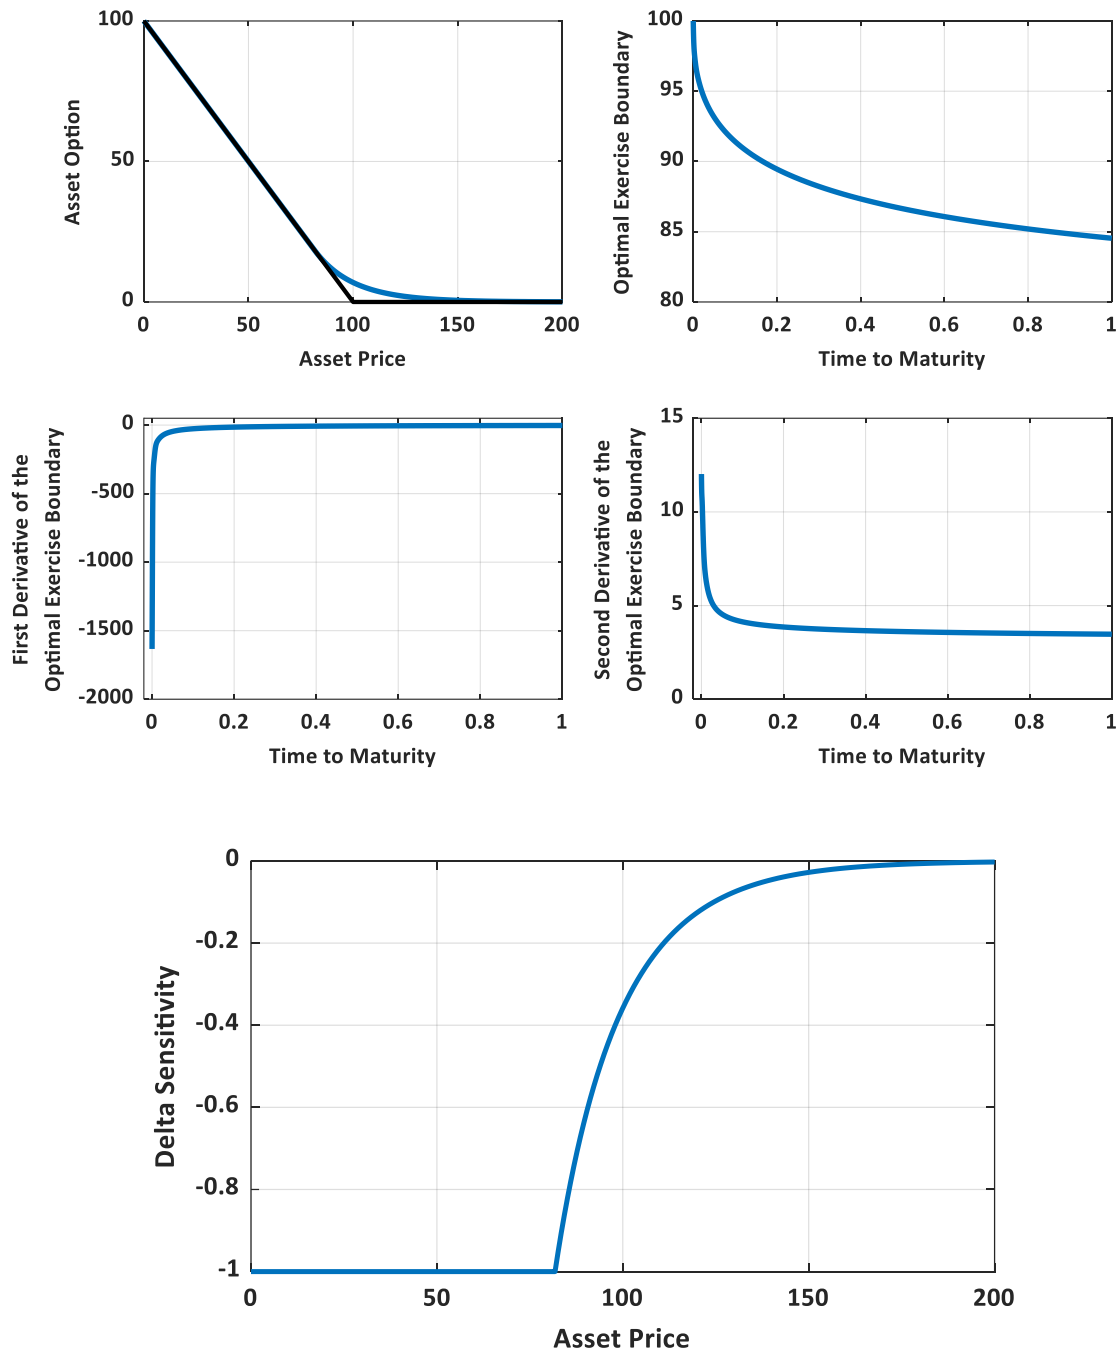 100
50
0
0 50 100 150 200
Asset Option
Asset Price
100
95
90
85
80
0 0.2 0.4 0.6 0.8 1
Optimal Exercise Boundary
Time to Maturity
0
-500
-1000
-1500
-2000
0 0.2 0.4 0.6 0.8 1
First Derivative of the
Optimal Exercise Boundary
Time to Maturity
15
10
5
0
0 0.2 0.4 0.6 0.8 1
Second Derivative of the
Optimal Exercise Boundary
Time to Maturity
0
-0.2
-0.4
-0.6
-0.8
-1
0 50 100 150 200
Delta Sensitivity
Asset Price